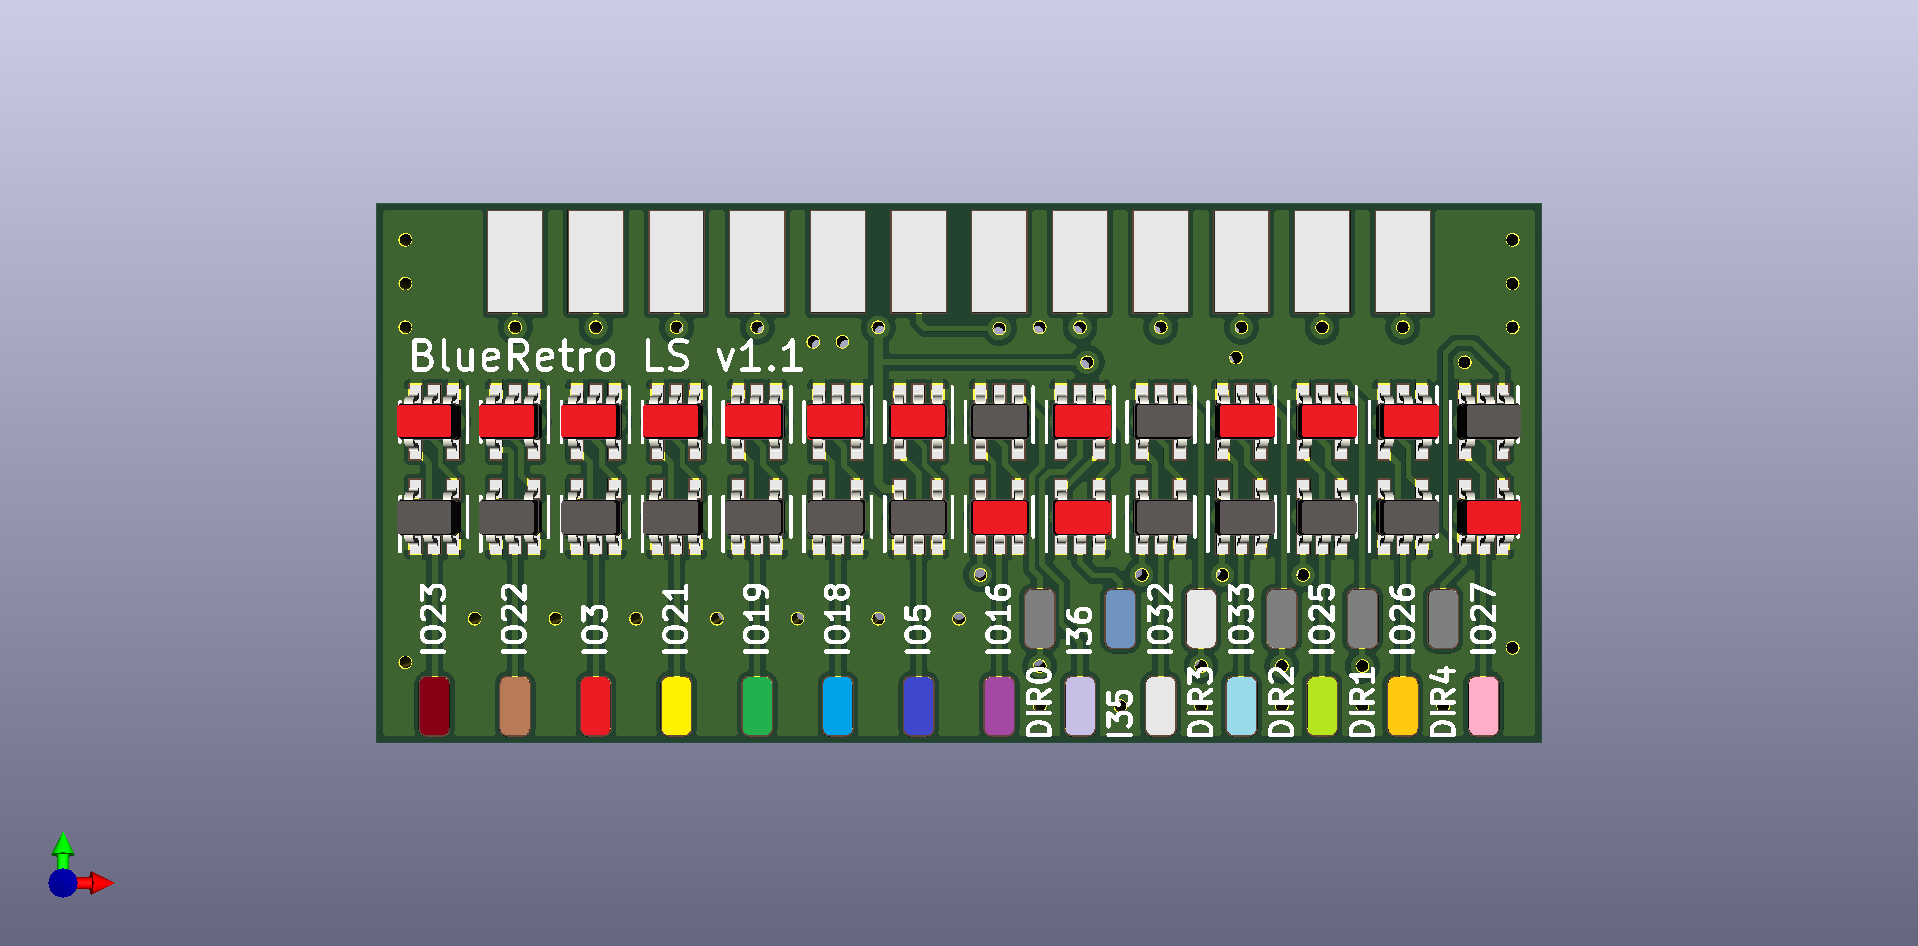 BlueRetro LS v1.1
IO23
IO22
IO3
IO21
IO19
IO18
IO5
IO16
DIR0
I36
I35
IO32
DIR3
IO33
DIR2
IO25
DIR1
IO26
DIR4
IO27